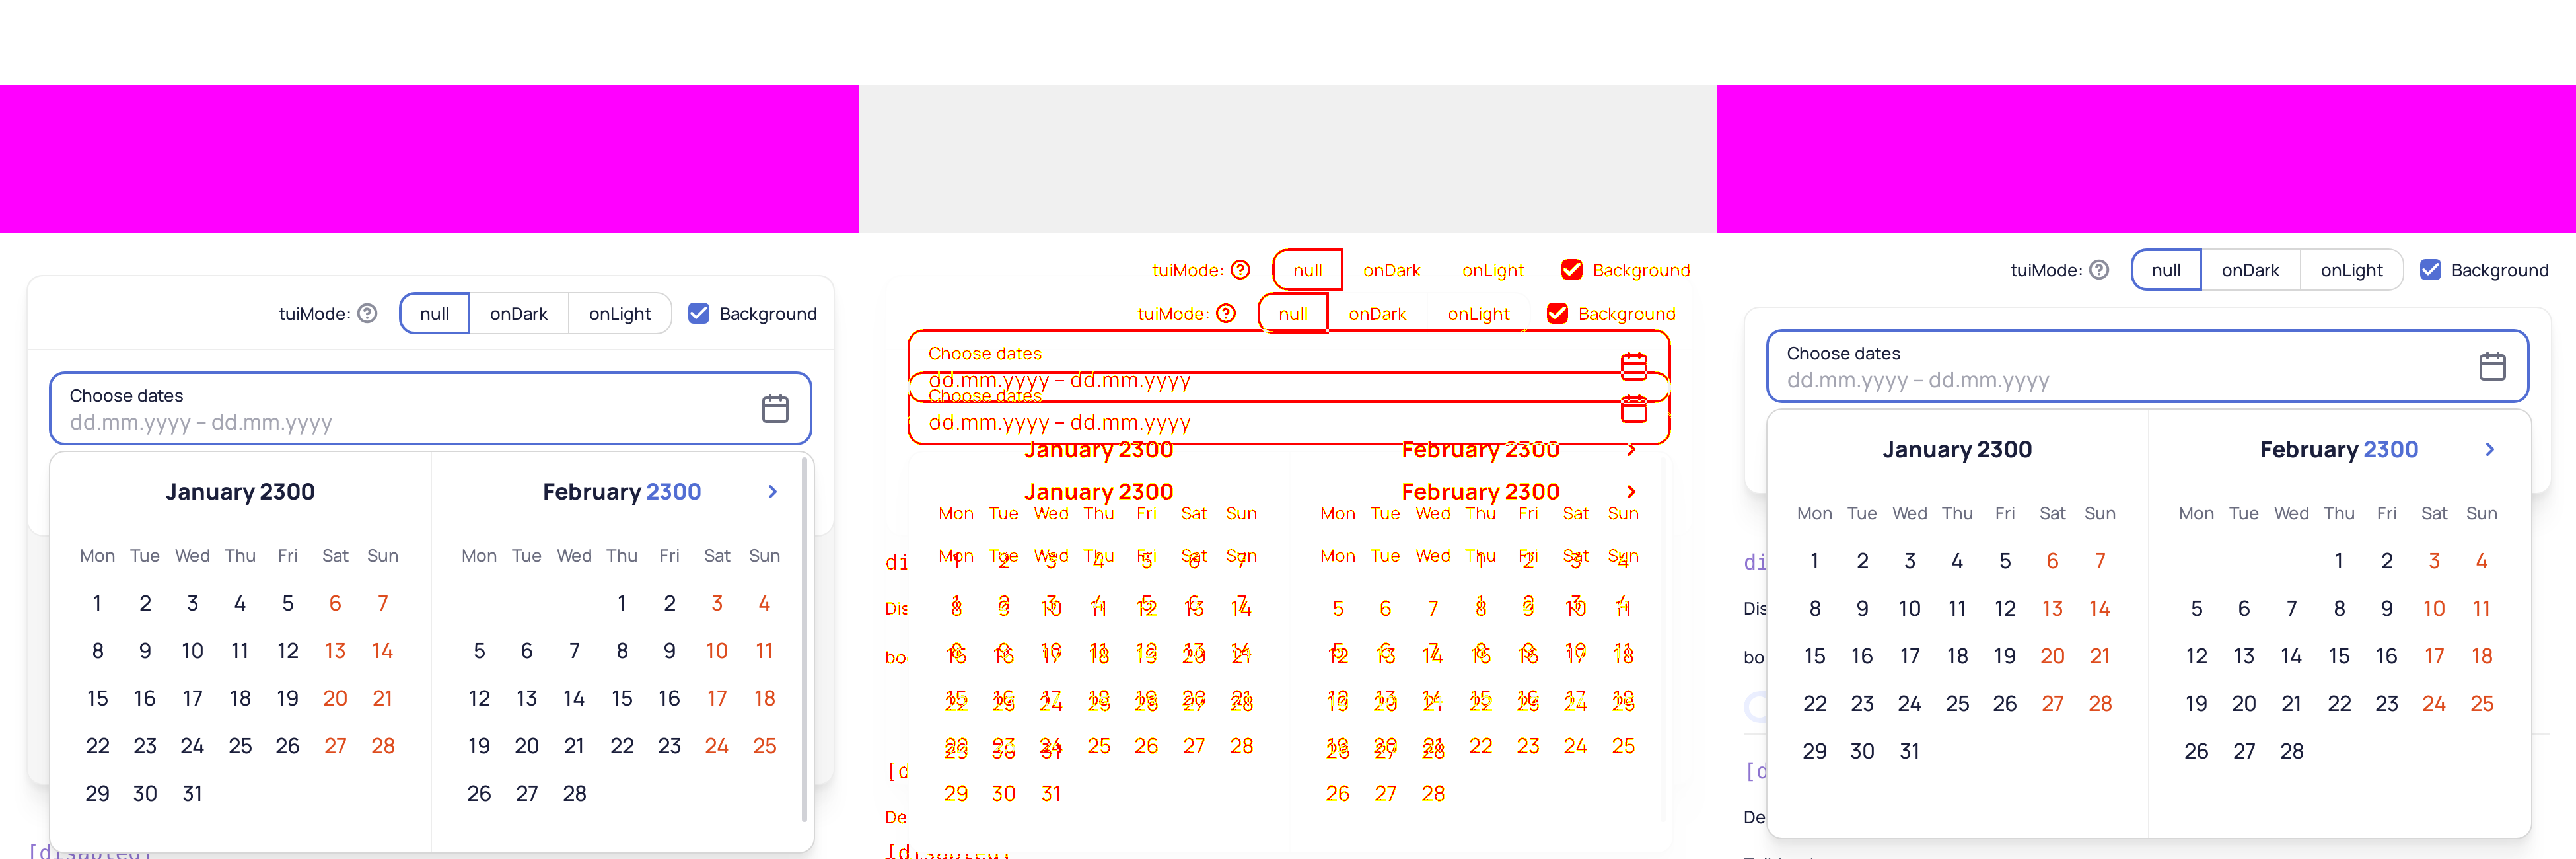 tuiMode: null onDark onLight Background
Choose dates
dd.mm.yyyy – dd.mm.yyyy
January 2300 February 2300
Mon Tue Wed Thu Fri Sat Sun Mon Tue Wed Thu Fri Sat Sun
1 2 3 4 5 6 7 1 2 3 4
8 9 10 11 12 13 14 5 6 7 8 9 10 11
15 16 17 18 19 20 21 12 13 14 15 16 17 18
22 23 24 25 26 27 28 19 20 21 22 23 24 25
29 30 31 26 27 28
[disabled]
tuiMode: null onDark onLight Background
tuiMode: null onDark onLight Background
Choose dates
dd.mm.yyyy – dd.mm.yyyy
Choose dates
dd.mm.yyyy – dd.mm.yyyy
January 2300 February 2300
January 2300 February 2300
Mon Tue Wed Thu Fri Sat Sun Mon Tue Wed Thu Fri Sat Sun
di Mon Tue Wed Thu Fri Sat Sun Mon Tue Wed Thu Fri Sat Sun
Dis
bo
[d
29 30 31 26 27 28
De
[disabled]
tuiMode: null onDark onLight Background
Choose dates
dd.mm.yyyy – dd.mm.yyyy
January 2300 February 2300
Mon Tue Wed Thu Fri Sat Sun Mon Tue Wed Thu Fri Sat Sun
di 1 2 3 4 5 6 7 1 2 3 4
Dis 8 9 10 11 12 13 14 5 6 7 8 9 10 11
bo 15 16 17 18 19 20 21 12 13 14 15 16 17 18
22 23 24 25 26 27 28 19 20 21 22 23 24 25
29 30 31 26 27 28
[d
De